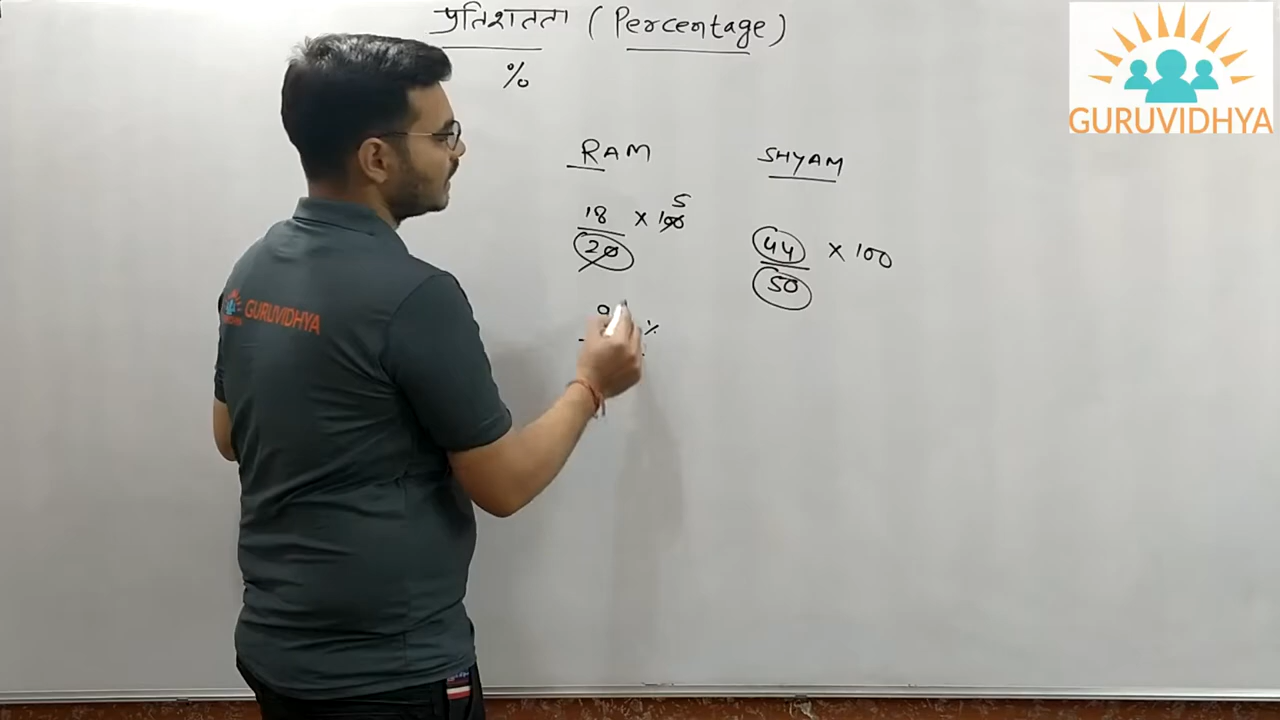 प्रतिशतता (Percentage)
%
GURUVIDHYA
RAM
SHYAM
18/20 × 100
5
44/50 × 100
%
GURUVIDHYA